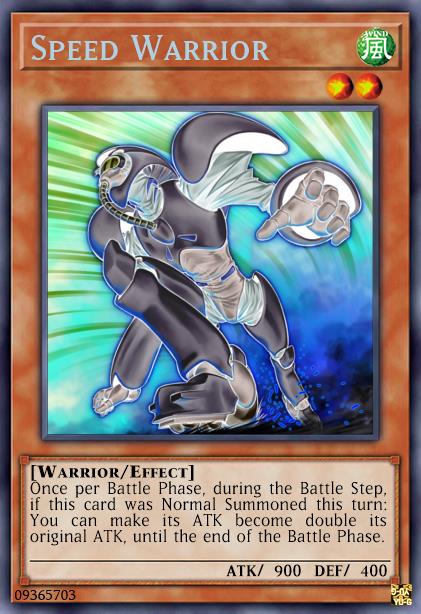 SPEED WARRIOR
WIND
風
[WARRIOR/EFFECT]
Once per Battle Phase, during the Battle Step,
if this card was Normal Summoned this turn:
You can make its ATK become double its
original ATK, until the end of the Battle Phase.
ATK/ 900 DEF/ 400
09365703